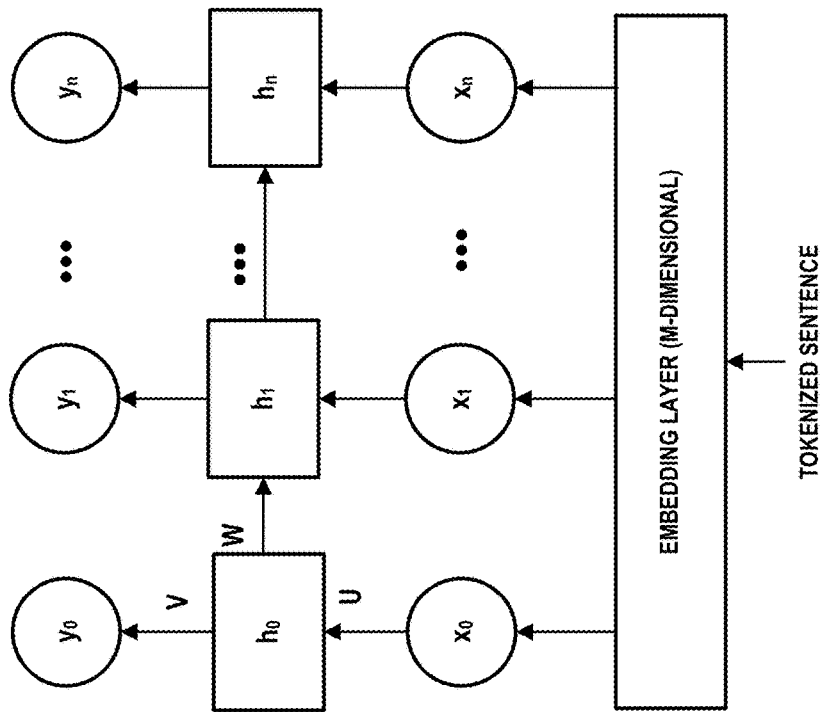 y₀
y₁
•••
yₙ
V
W
•••
h₀
h₁
hₙ
U
x₀
x₁
•••
xₙ
EMBEDDING LAYER (M-DIMENSIONAL)
TOKENIZED SENTENCE